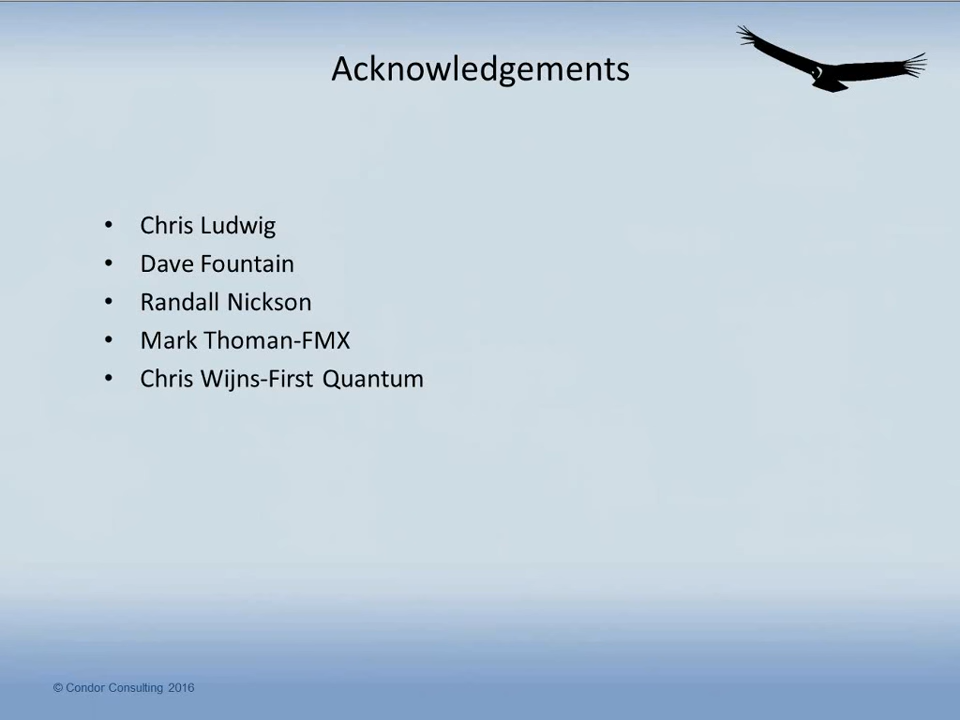 Acknowledgements
• Chris Ludwig
• Dave Fountain
• Randall Nickson
• Mark Thoman-FMX
• Chris Wijns-First Quantum
© Condor Consulting 2016